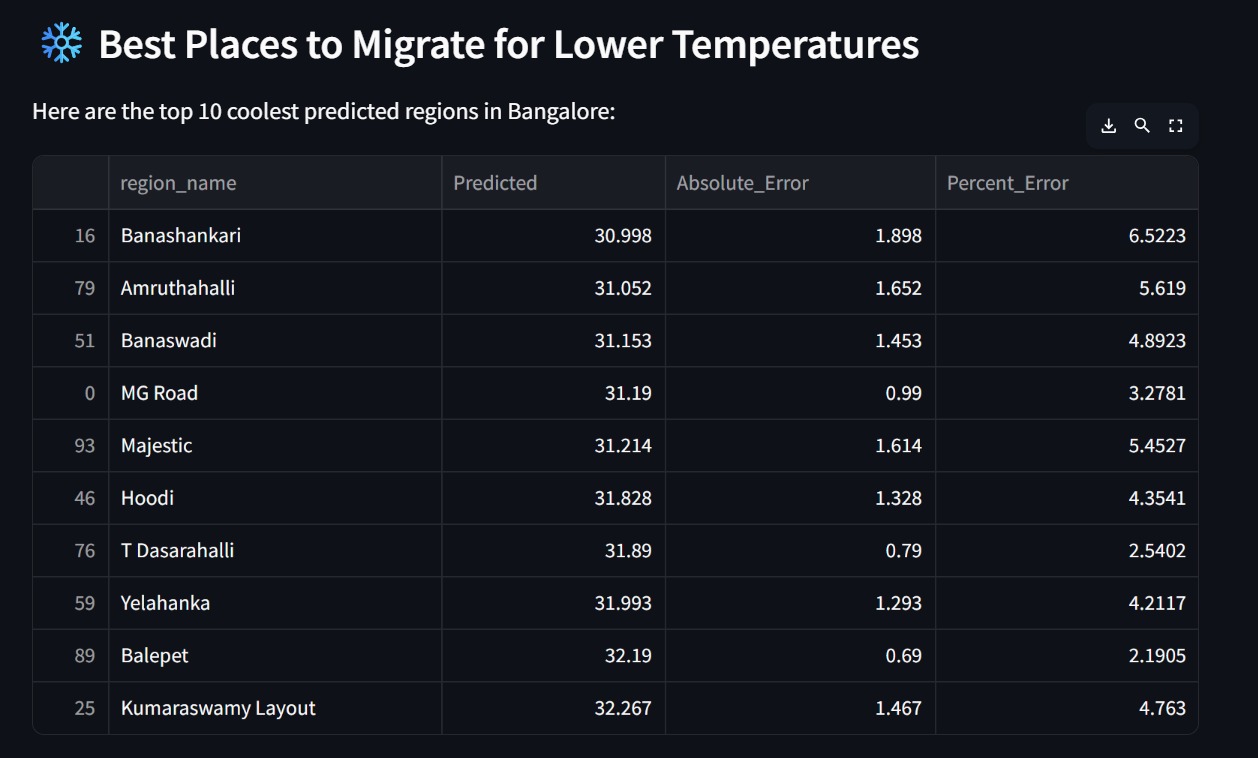 Best Places to Migrate for Lower Temperatures
Here are the top 10 coolest predicted regions in Bangalore:
region_name Predicted Absolute_Error Percent_Error
16 Banashankari 30.998 1.898 6.5223
79 Amruthahalli 31.052 1.652 5.619
51 Banaswadi 31.153 1.453 4.8923
0 MG Road 31.19 0.99 3.2781
93 Majestic 31.214 1.614 5.4527
46 Hoodi 31.828 1.328 4.3541
76 T Dasarahalli 31.89 0.79 2.5402
59 Yelahanka 31.993 1.293 4.2117
89 Balepet 32.19 0.69 2.1905
25 Kumaraswamy Layout 32.267 1.467 4.763